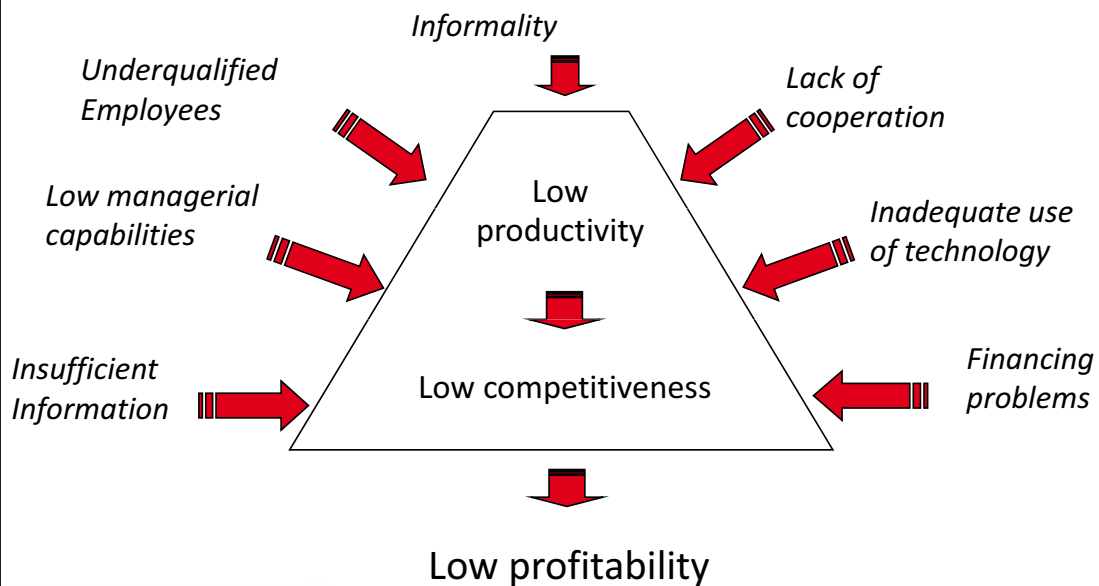 Informality
Underqualified
Employees
Lack of
cooperation
Low managerial
capabilities
Low
productivity
Inadequate use
of technology
Insufficient
Information
Low competitiveness
Financing
problems
Low profitability